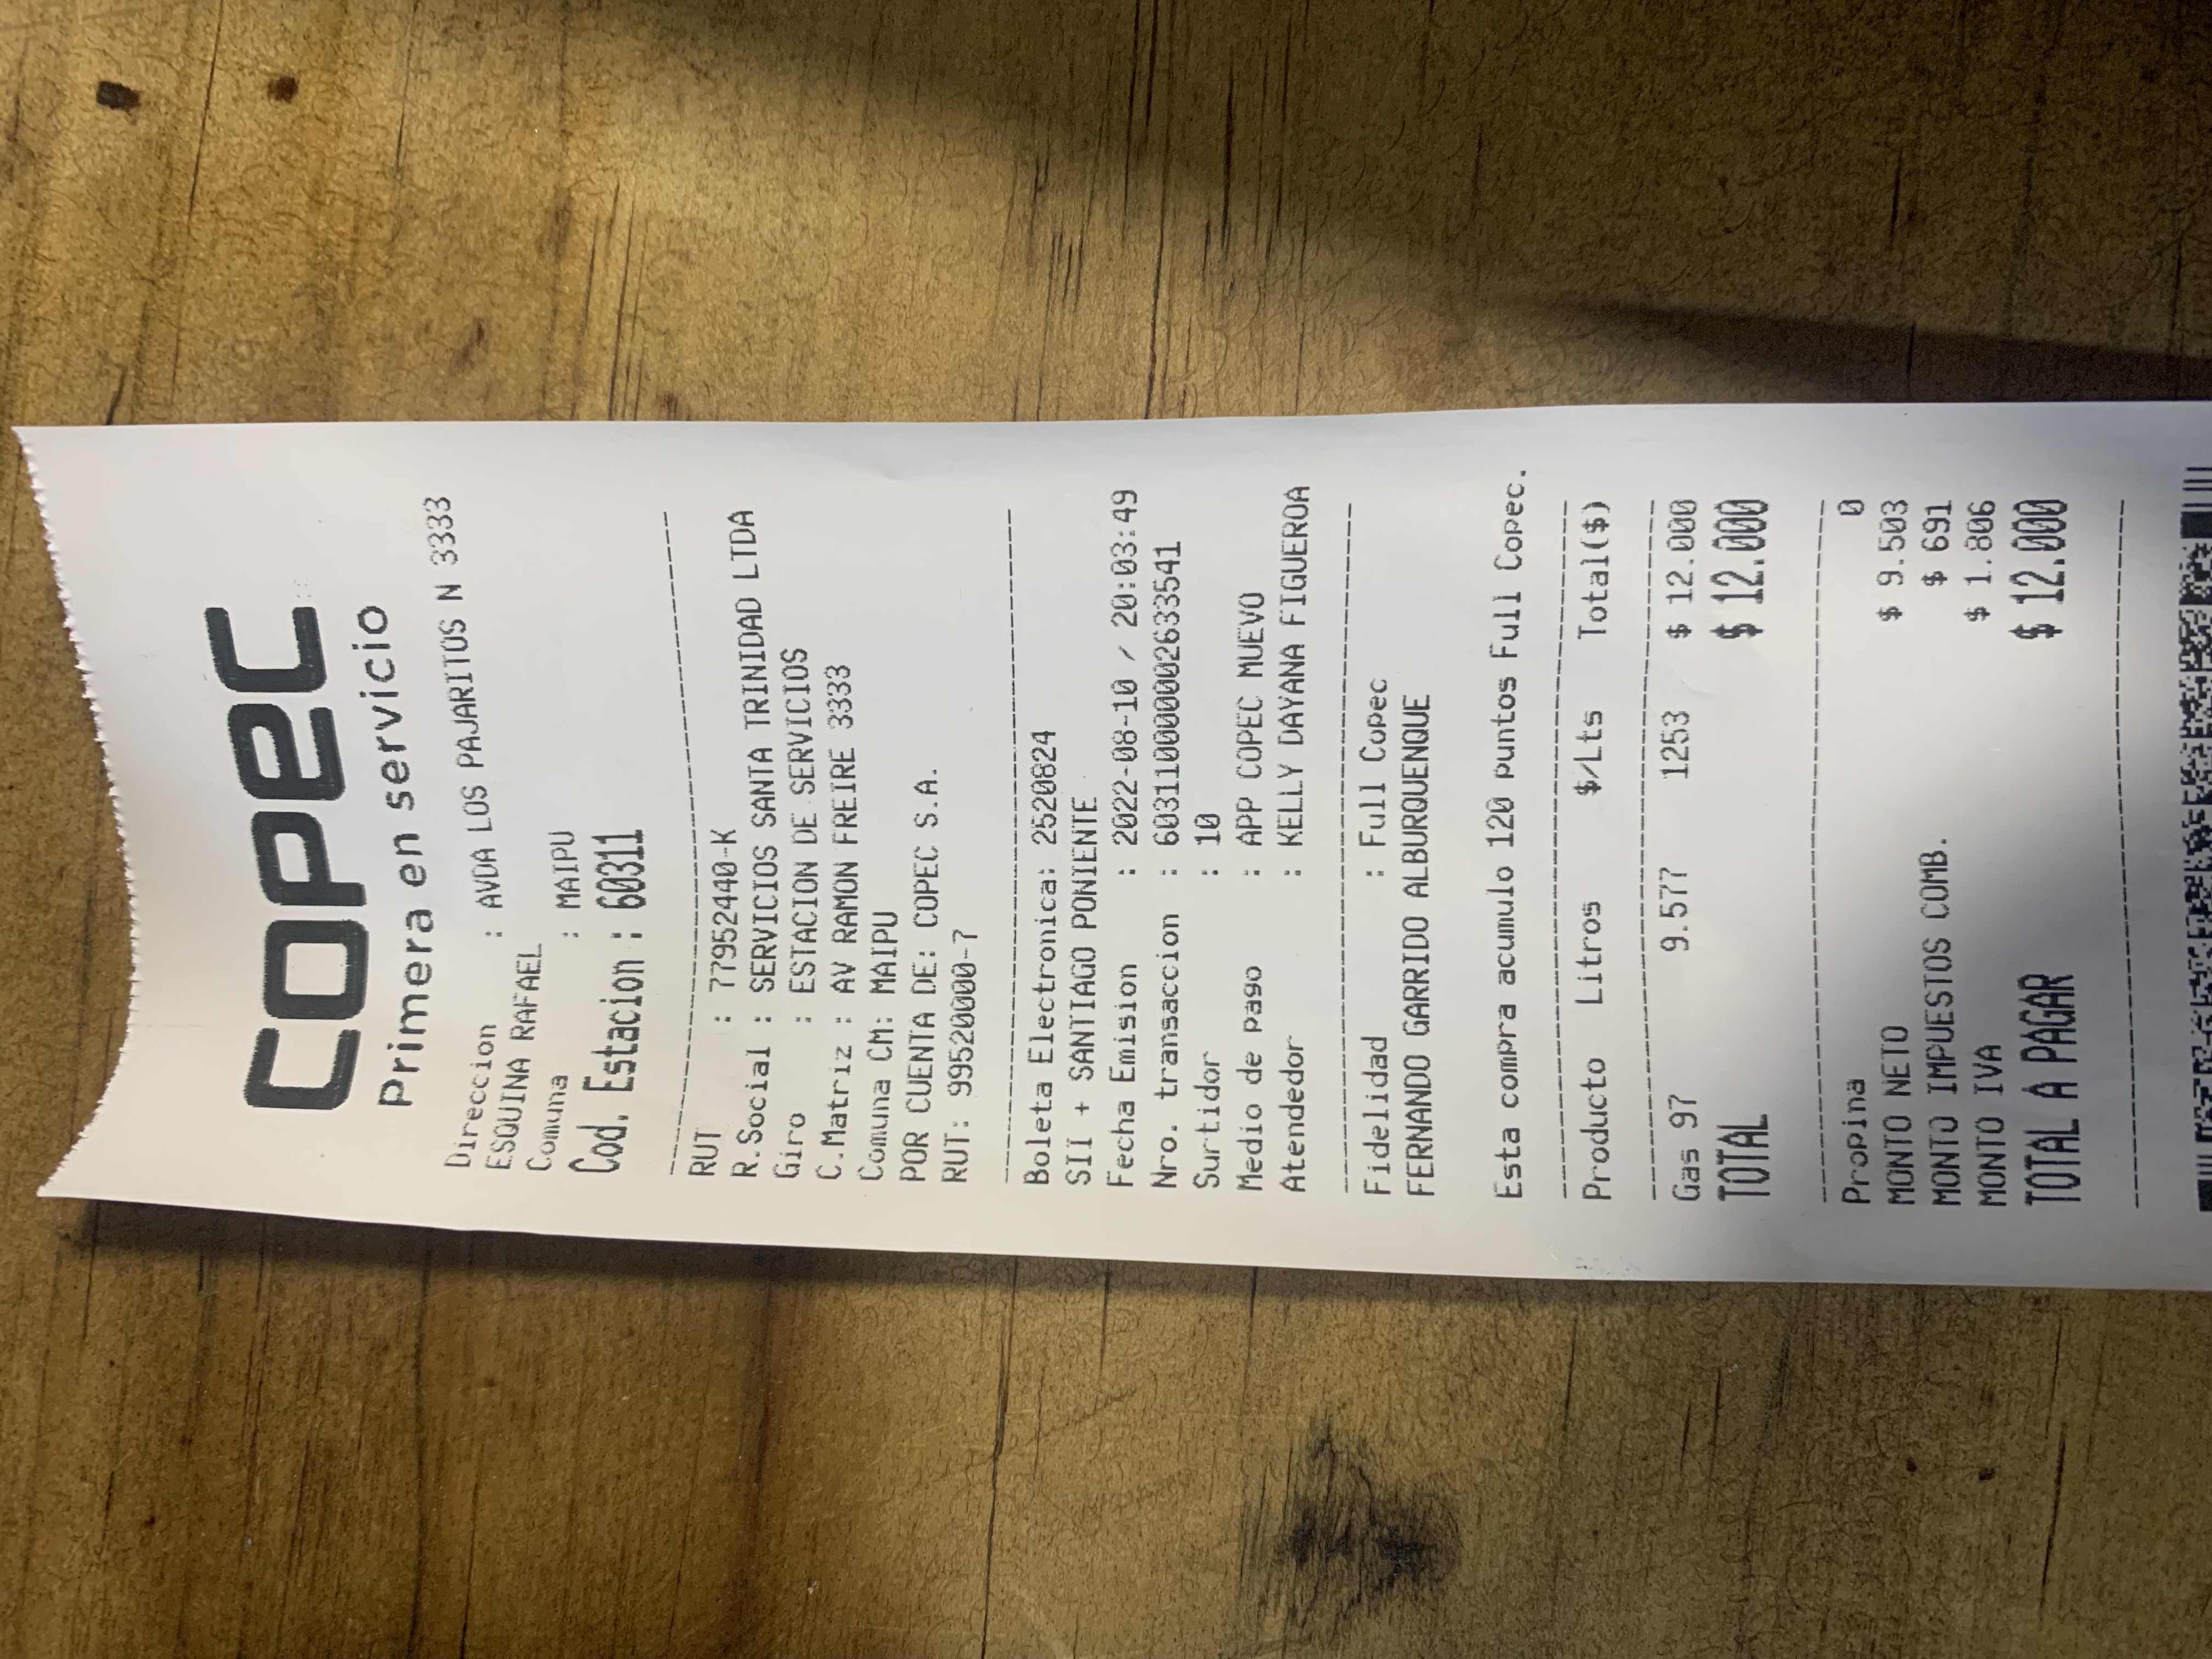 copec
Primera en servicio
Direccion : AVDA LOS PAJARITOS N 3333
ESQUINA RAFAEL
Comuna : MAIPU
Cod. Estacion : 60311
RUT : 77952440-K
R.Social : SERVICIOS SANTA TRINIDAD LTDA
Giro : ESTACION DE SERVICIOS
C.Matriz : AV RAMON FREIRE 3333
Comuna CM: MAIPU
POR CUENTA DE: COPEC S.A.
RUT: 99520000-7
Boleta Electronica: 2520824
SII + SANTIAGO PONIENTE
Fecha Emision : 2022-08-10 / 20:03:49
Nro. transaccion : 603110000000002633541
Surtidor : 10
Medio de pago : APP COPEC MUEVO
Atendedor : KELLY DAYANA FIGUEROA
Fidelidad : Full Copec
FERNANDO GARRIDO ALBURQUENQUE
Esta compra acumulo 120 puntos Full Copec.
Producto Litros $/Lts Total($)
Gas 97 9.577 1253 $ 12.000
TOTAL $ 12.000
Propina 0
MONTO NETO $ 9.503
MONTO IMPUESTOS COMB. $ 691
MONTO IVA $ 1.806
TOTAL A PAGAR $ 12.000